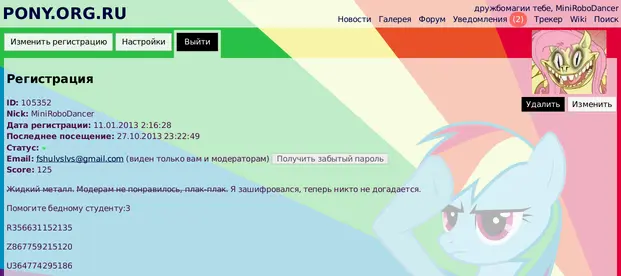 PONY.ORG.RU
дружбомагии тебе, MiniRoboDancer
Новости Галерея Форум Уведомления (2) Трекер Wiki Поиск
Изменить регистрацию Настройки Выйти
Регистрация
Удалить Изменить
ID: 105352
Nick: MiniRoboDancer
Дата регистрации: 11.01.2013 2:16:28
Последнее посещение: 27.10.2013 23:22:49
Статус:
Email: fshulvslvs@gmail.com (виден только вам и модераторам) Получить забытый пароль
Score: 125
Жидкий металл. Модерам не понравилось, плак-плак. Я зашифровался, теперь никто не догадается.
Помогите бедному студенту:3
R356631152135
Z867759215120
U364774295186